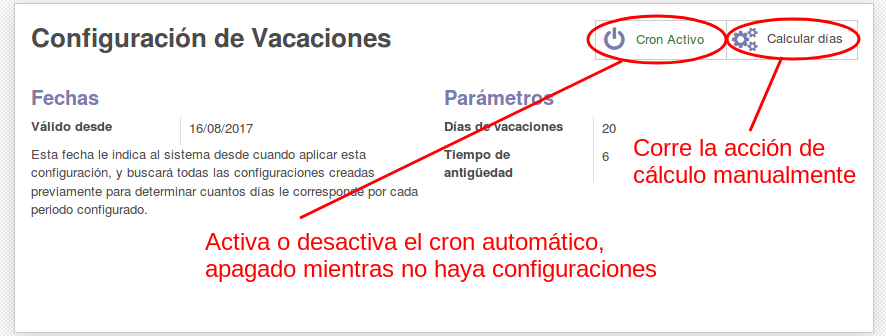 Configuración de Vacaciones
Cron Activo
Calcular días
Fechas
Válido desde
16/08/2017
Esta fecha le indica al sistema desde cuando aplicar esta
configuración, y buscará todas las configuraciones creadas
previamente para determinar cuantos días le corresponde por cada
periodo configurado.
Parámetros
Días de vacaciones
20
Tiempo de
antigüedad
6
Corre la acción de
cálculo manualmente
Activa o desactiva el cron automático,
apagado mientras no haya configuraciones